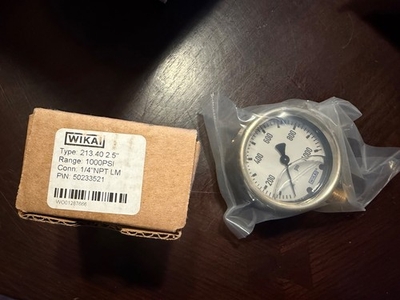 WIKA
Type: 213.40 2.5"
Range: 1000PSI
Conn. 1/4"NPT LM
P/N: 50233521
200
400
600
800
1000